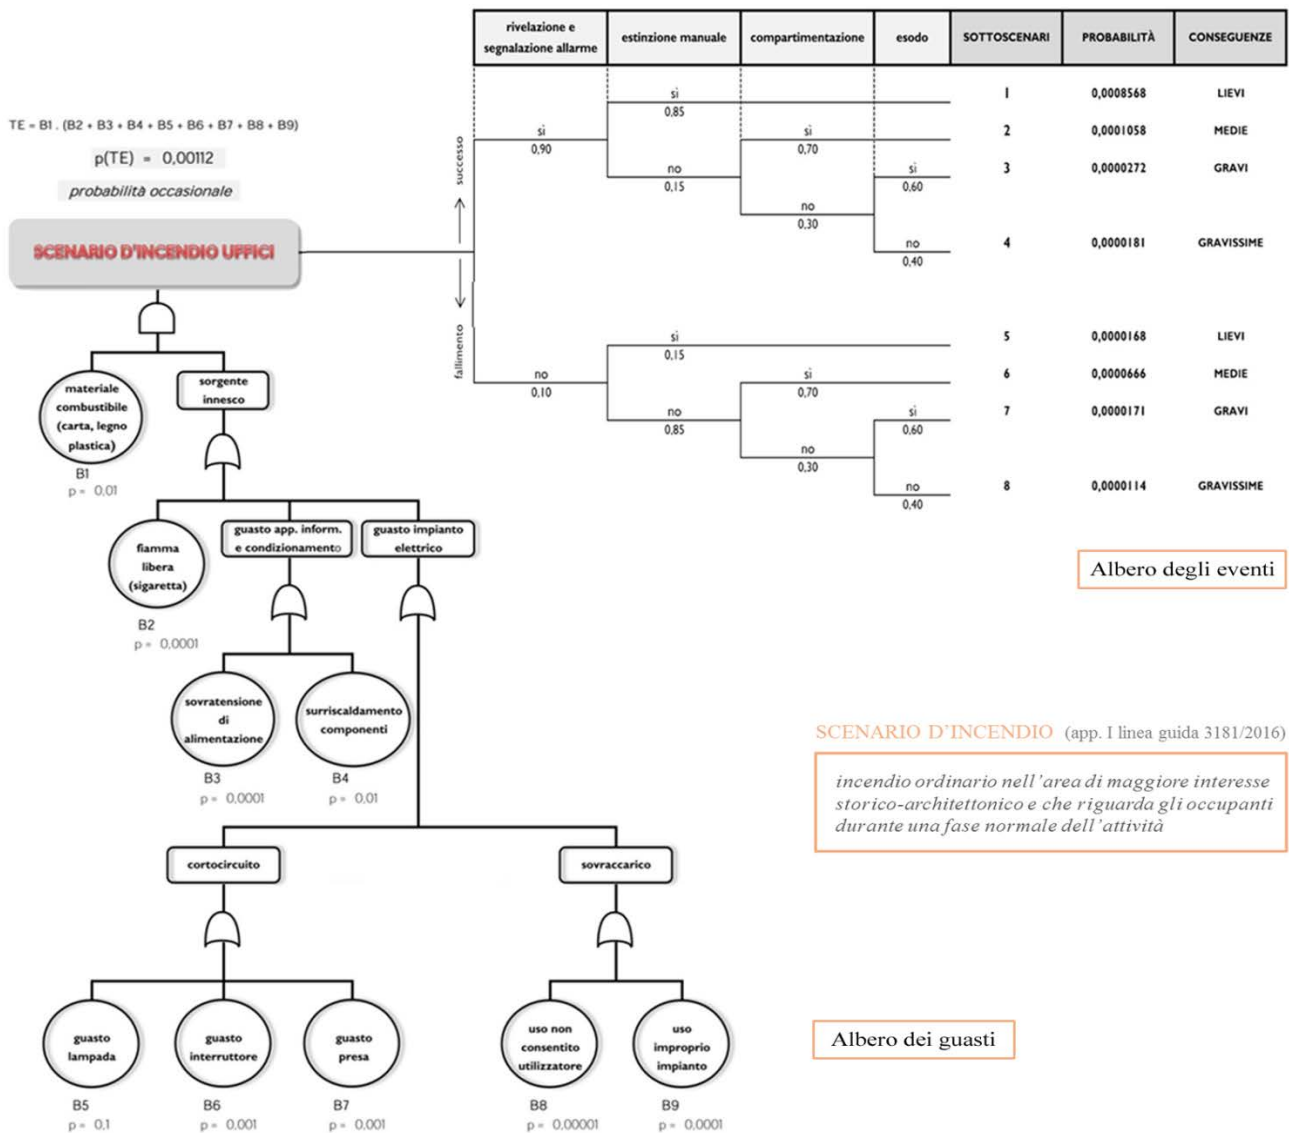 rivelazione e
segnalazione allarme
estinzione manuale
compartimentazione
esodo
SOTTOSCENARI
PROBABILITÀ
CONSEGUENZE
TE = B1 . (B2 + B3 + B4 + B5 + B6 + B7 + B8 + B9)
p(TE) = 0,00112
probabilità occasionale
SCENARIO D'INCENDIO UFFICI
successo
fallimento
sì
0,85
1
0,0008568
LIEVI
sì
0,90
sì
0,70
2
0,0001058
MEDIE
no
0,15
sì
0,60
3
0,0000272
GRAVI
no
0,30
no
0,40
4
0,0000181
GRAVISSIME
sì
0,15
5
0,0000168
LIEVI
no
0,10
sì
0,70
6
0,0000666
MEDIE
no
0,85
sì
0,60
7
0,0000171
GRAVI
no
0,30
no
0,40
8
0,0000114
GRAVISSIME
Albero degli eventi
materiale
combustibile
(carta, legno
plastica)
B1
p = 0,01
sorgente
innesco
fiamma
libera
(sigaretta)
B2
p = 0,0001
guasto app. inform.
e condizionamento
guasto impianto
elettrico
sovratensione
di
alimentazione
B3
p = 0,0001
surriscaldamento
componenti
B4
p = 0,01
SCENARIO D'INCENDIO (app. I linea guida 3181/2016)
incendio ordinario nell'area di maggiore interesse
storico-architettonico e che riguarda gli occupanti
durante una fase normale dell'attività
cortocircuito
sovraccarico
guasto
lampada
B5
p = 0,1
guasto
interruttore
B6
p = 0,001
guasto
presa
B7
p = 0,001
uso non
consentito
utilizzatore
B8
p = 0,00001
uso
improprio
impianto
B9
p = 0,0001
Albero dei guasti